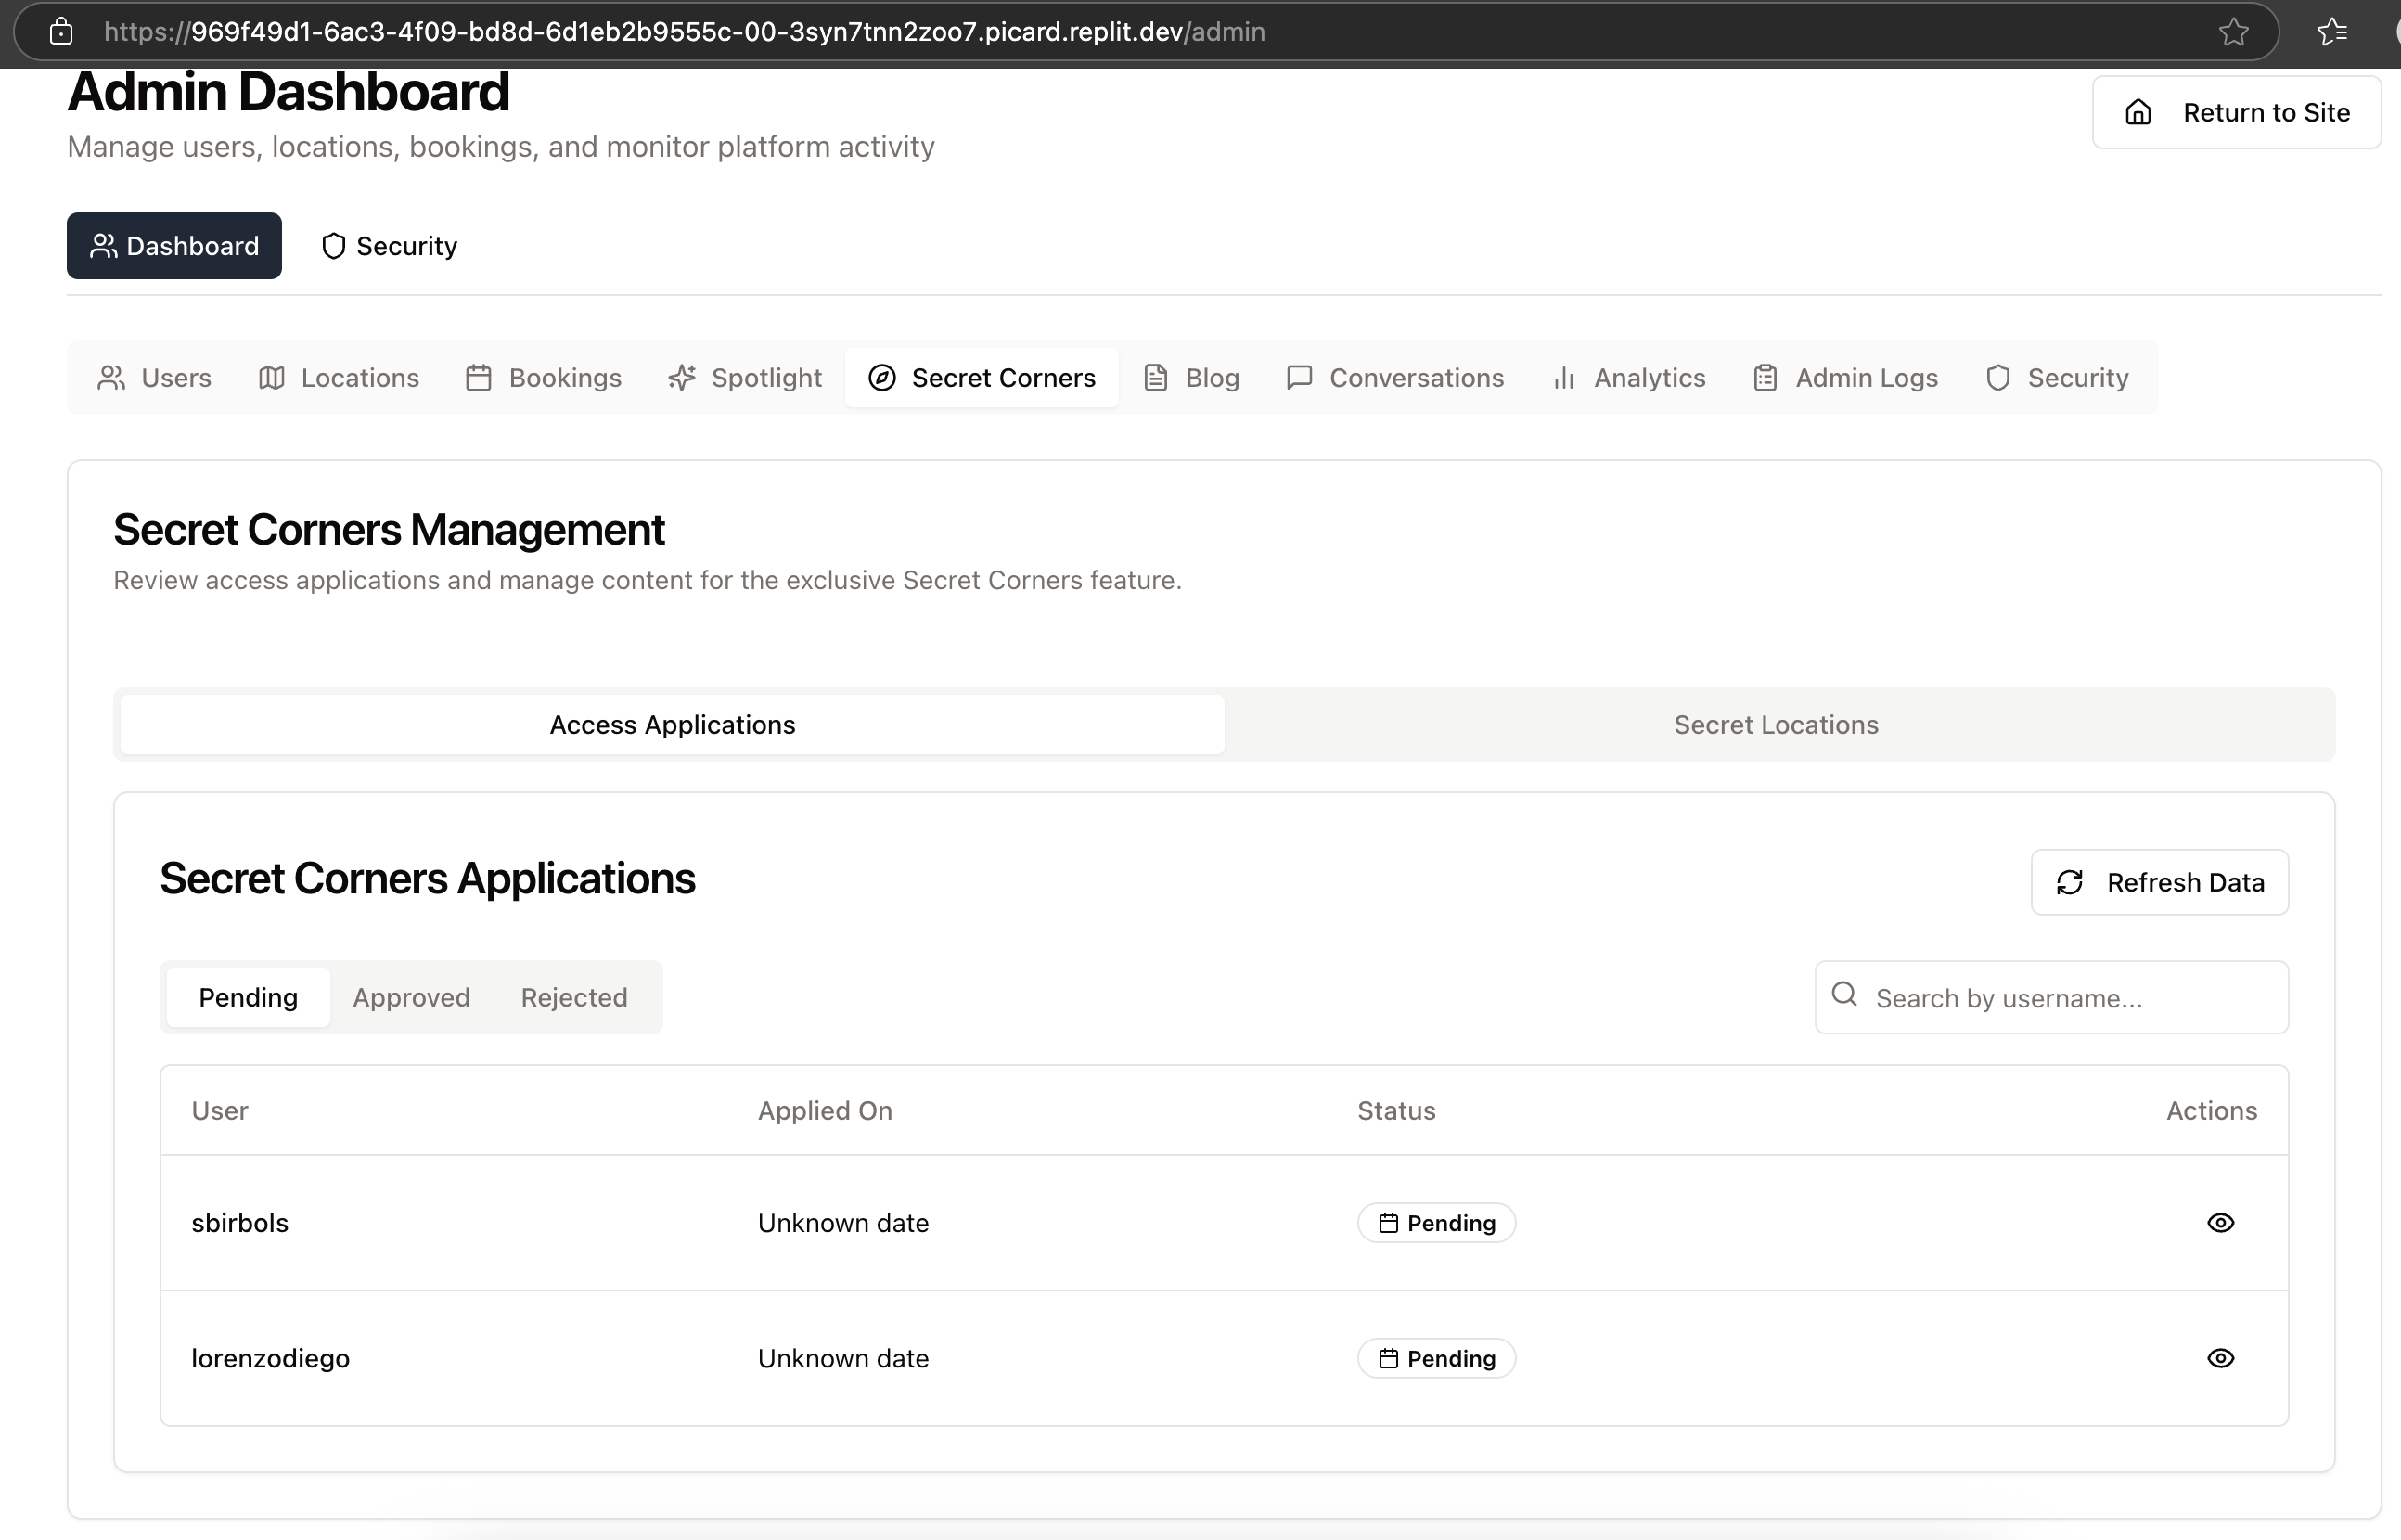 https://969f49d1-6ac3-4f09-bd8d-6d1eb2b9555c-00-3syn7tnn2zoo7.picard.replit.dev/admin
Admin Dashboard
Return to Site
Manage users, locations, bookings, and monitor platform activity
Dashboard Security
Users Locations Bookings Spotlight Secret Corners Blog Conversations Analytics Admin Logs Security
Secret Corners Management
Review access applications and manage content for the exclusive Secret Corners feature.
Access Applications Secret Locations
Secret Corners Applications Refresh Data
Pending Approved Rejected Search by username...
User Applied On Status Actions
sbirbols Unknown date Pending
lorenzodiego Unknown date Pending